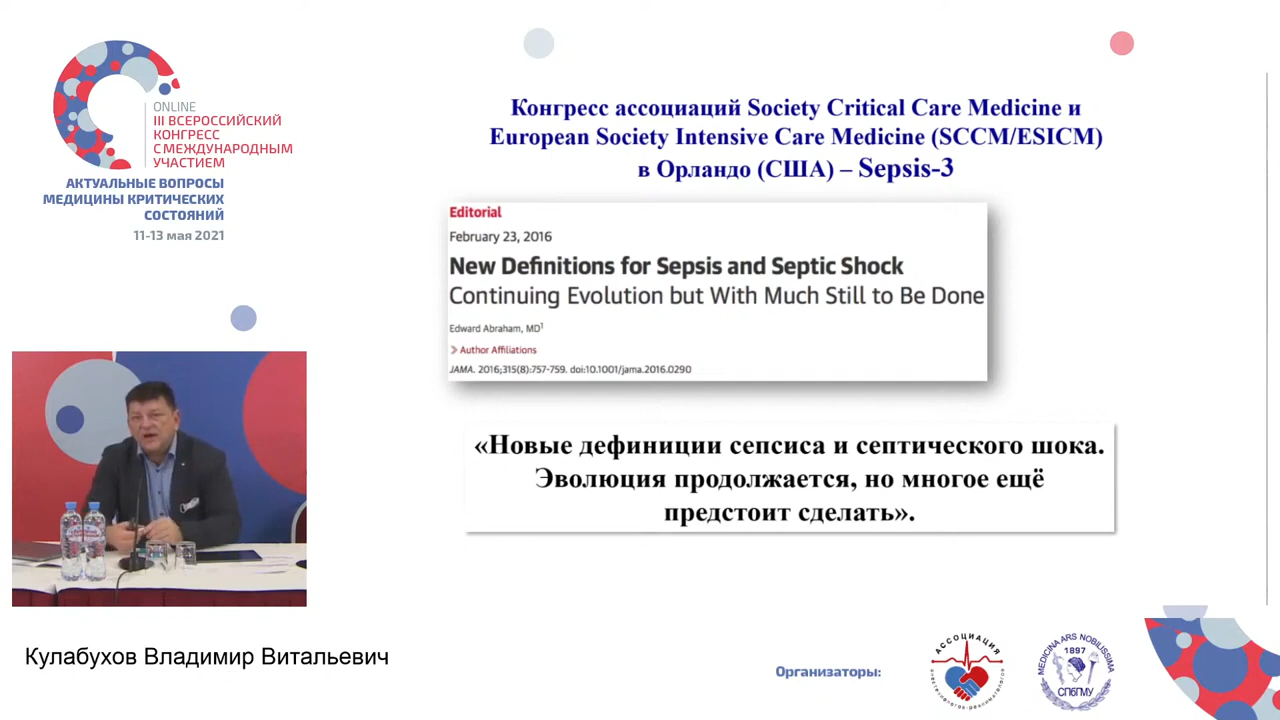 ONLINE
III ВСЕРОССИЙСКИЙ
КОНГРЕСС
С МЕЖДУНАРОДНЫМ
УЧАСТИЕМ
АКТУАЛЬНЫЕ ВОПРОСЫ
МЕДИЦИНЫ КРИТИЧЕСКИХ
СОСТОЯНИЙ
11-13 мая 2021
Конгресс ассоциаций Society Critical Care Medicine и
European Society Intensive Care Medicine (SCCM/ESICM)
в Орландо (США) – Sepsis-3
Editorial
February 23, 2016
New Definitions for Sepsis and Septic Shock
Continuing Evolution but With Much Still to Be Done
Edward Abraham, MD1
Author Affiliations
JAMA. 2016;315(8):757-759. doi:10.1001/jama.2016.0290
«Новые дефиниции сепсиса и септического шока.
Эволюция продолжается, но многое ещё
предстоит сделать».
Кулабухов Владимир Витальевич
Организаторы:
АССОЦИАЦИЯ
MEDICINA ARS NOBILISSIMA
1897
СПбГМУ